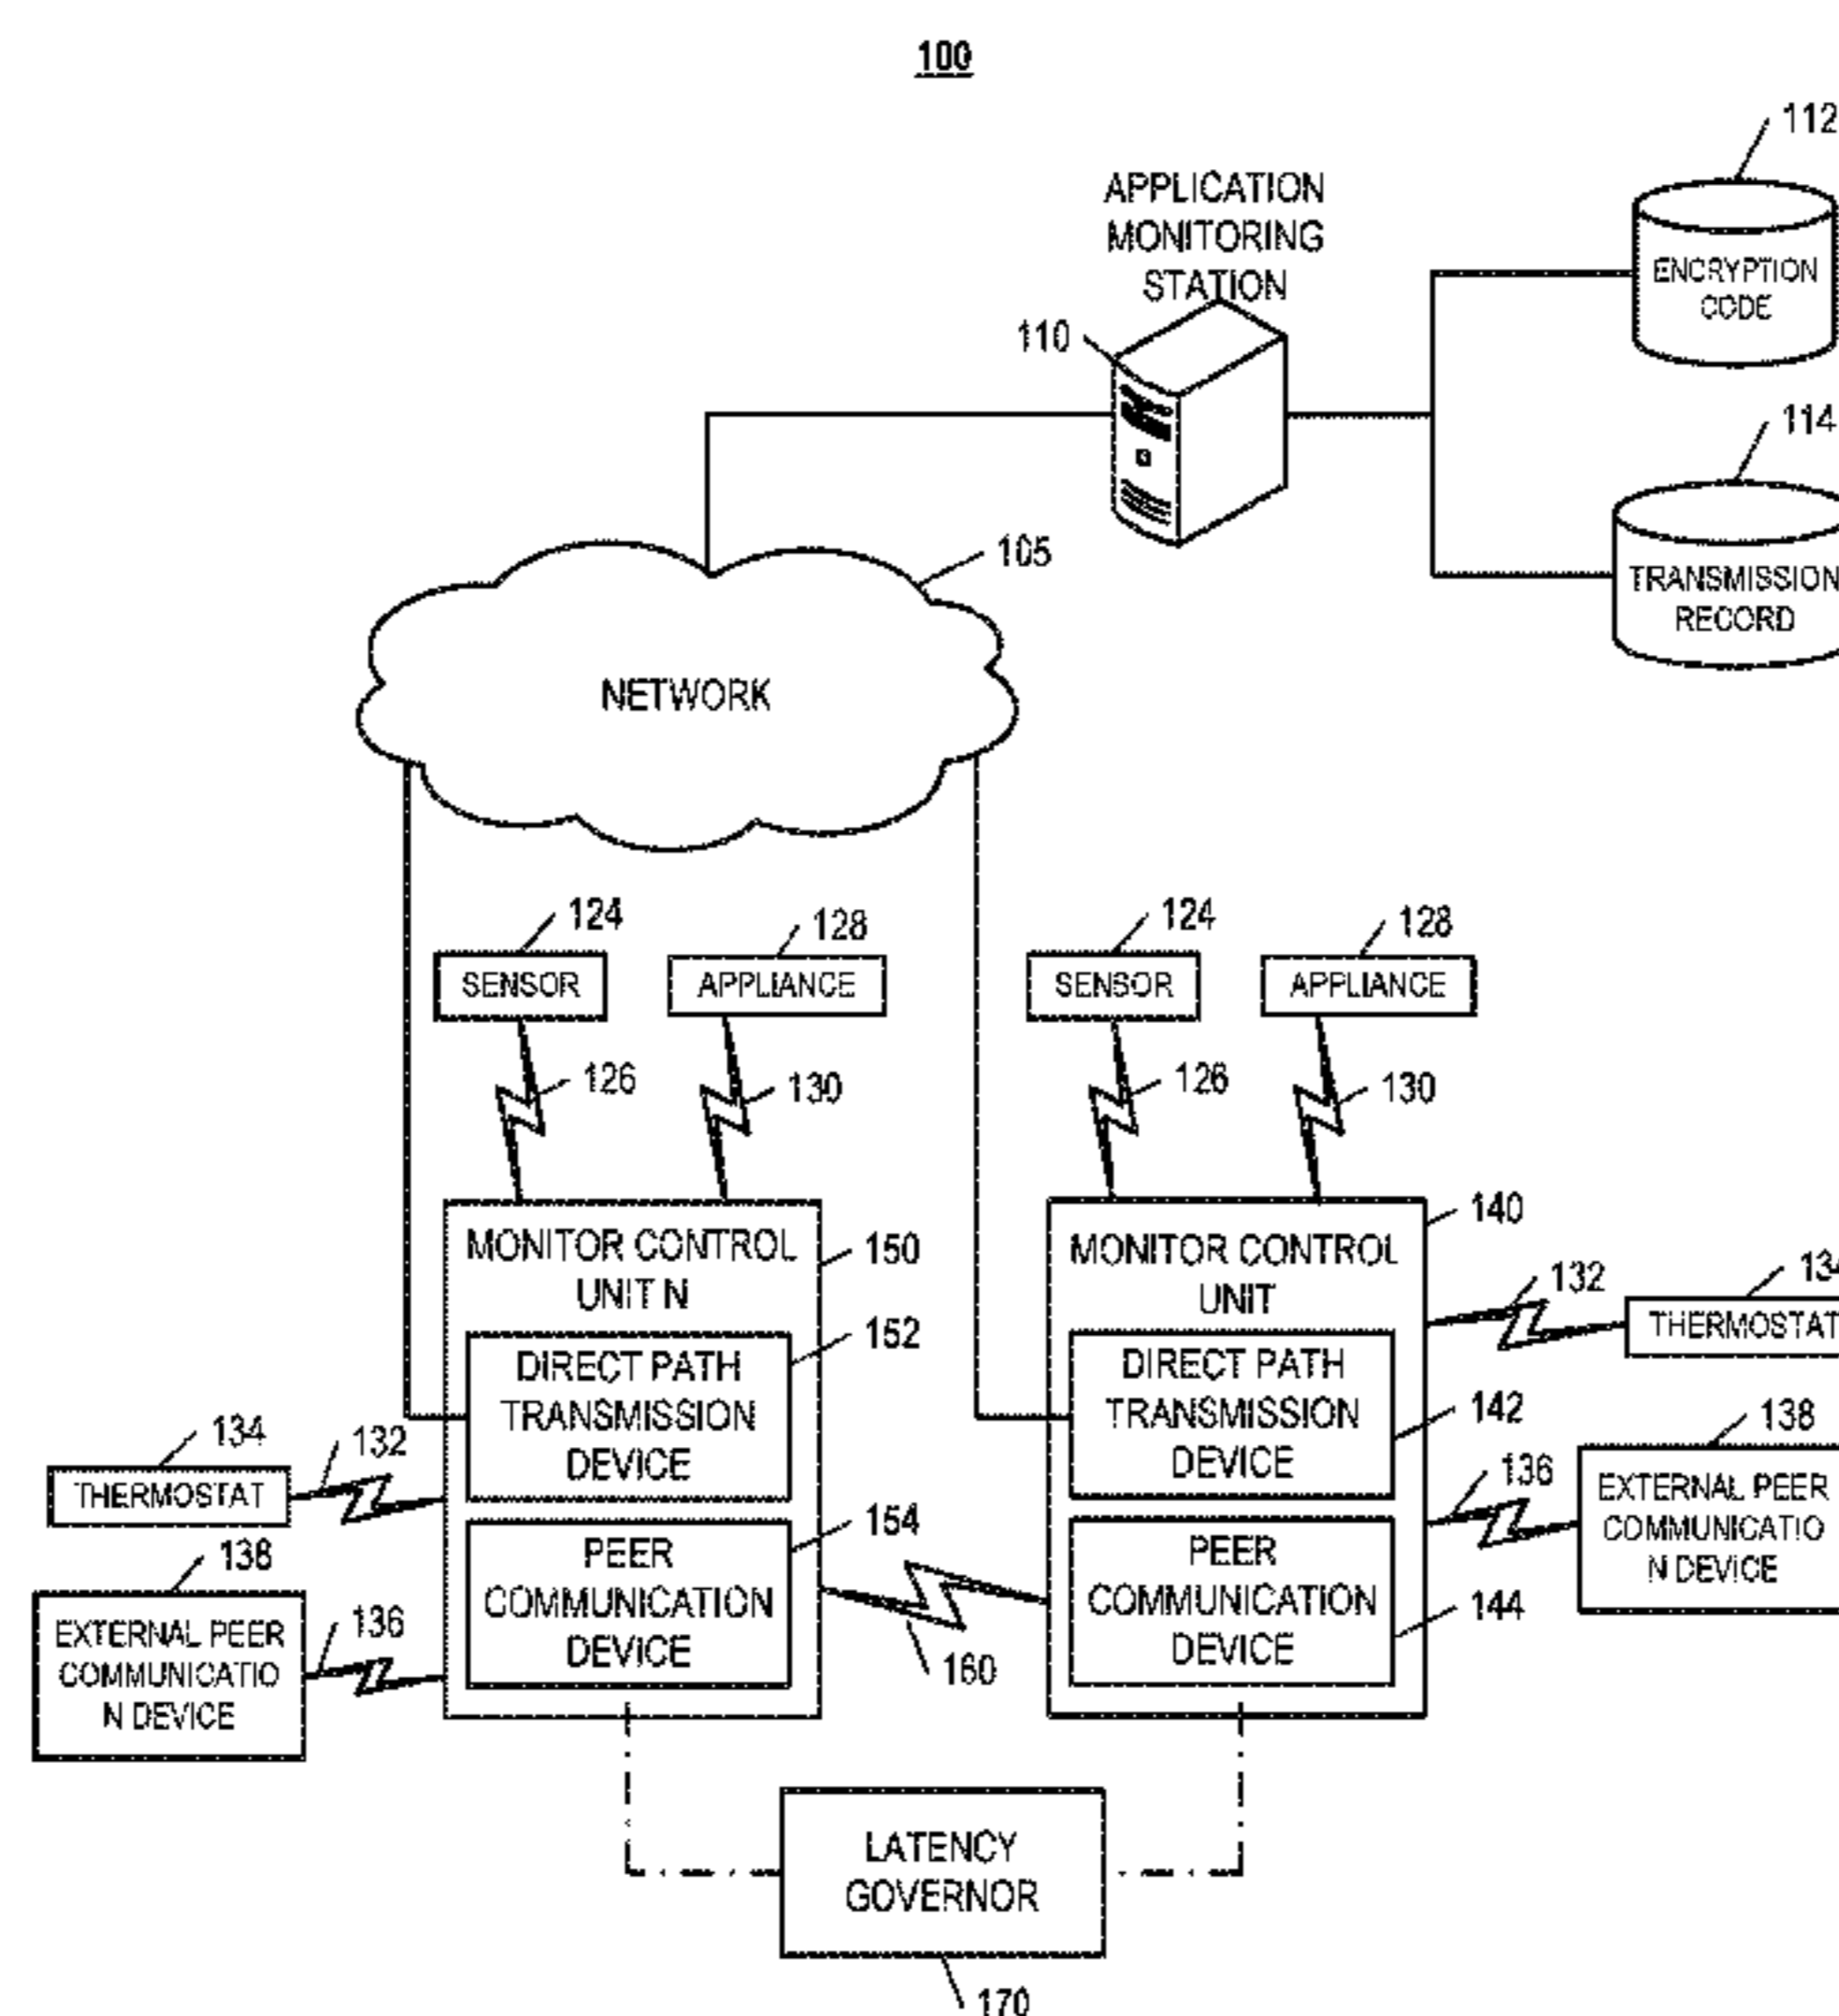 100
112
APPLICATION
MONITORING
STATION
ENCRYPTION
CODE
110
114
105
TRANSMISSION
RECORD
NETWORK
124
128
124
128
SENSOR
APPLIANCE
SENSOR
APPLIANCE
126
130
126
130
MONITOR CONTROL
UNIT N
150
MONITOR CONTROL
UNIT
140
132
134
THERMOSTAT
152
DIRECT PATH
TRANSMISSION
DEVICE
DIRECT PATH
TRANSMISSION
DEVICE
142
134
132
THERMOSTAT
138
136
EXTERNAL PEER
COMMUNICATIO
N DEVICE
154
PEER
COMMUNICATION
DEVICE
PEER
COMMUNICATION
DEVICE
144
138
136
EXTERNAL PEER
COMMUNICATIO
N DEVICE
160
LATENCY
GOVERNOR
170